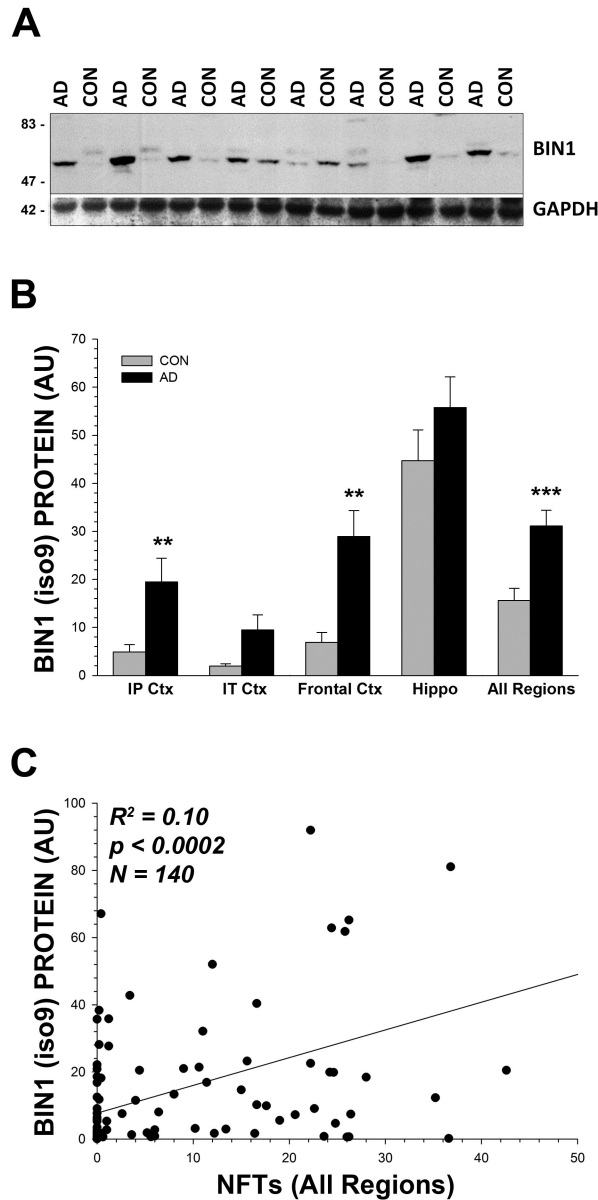 A
AD CON AD CON AD CON AD CON AD CON AD CON AD CON AD CON
83 -
BIN1
47 -
42 -
GAPDH
B
BIN1 (iso9) PROTEIN (AU)
70
60
50
40
30
20
10
0
CON
AD
**
**
***
IP Ctx IT Ctx Frontal Ctx Hippo All Regions
C
BIN1 (iso9) PROTEIN (AU)
100
80
60
40
20
0
R² = 0.10
p < 0.0002
N = 140
0 10 20 30 40 50
NFTs (All Regions)